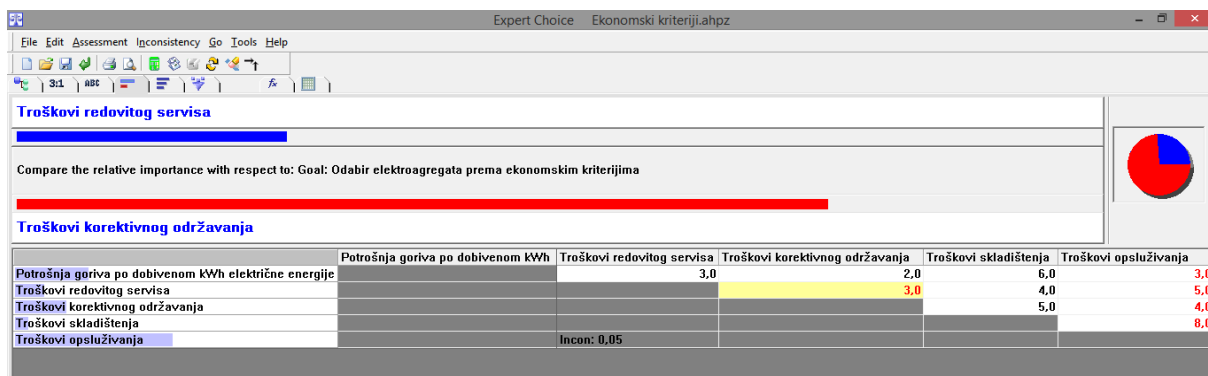 Expert Choice Ekonomski kriteriji.ahpz
File Edit Assessment Inconsistency Go Tools Help
3:1 ABC fx
Troškovi redovitog servisa
Compare the relative importance with respect to: Goal: Odabir elektroagregata prema ekonomskim kriterijima
Troškovi korektivnog održavanja
Potrošnja goriva po dobivenom kWh Troškovi redovitog servisa Troškovi korektivnog održavanja Troškovi skladištenja Troškovi opsluživanja
Potrošnja goriva po dobivenom kWh električne energije 3,0 2,0 6,0 3,0
Troškovi redovitog servisa 3,0 4,0 5,0
Troškovi korektivnog održavanja 5,0 4,0
Troškovi skladištenja 8,0
Troškovi opsluživanja Incon: 0,05